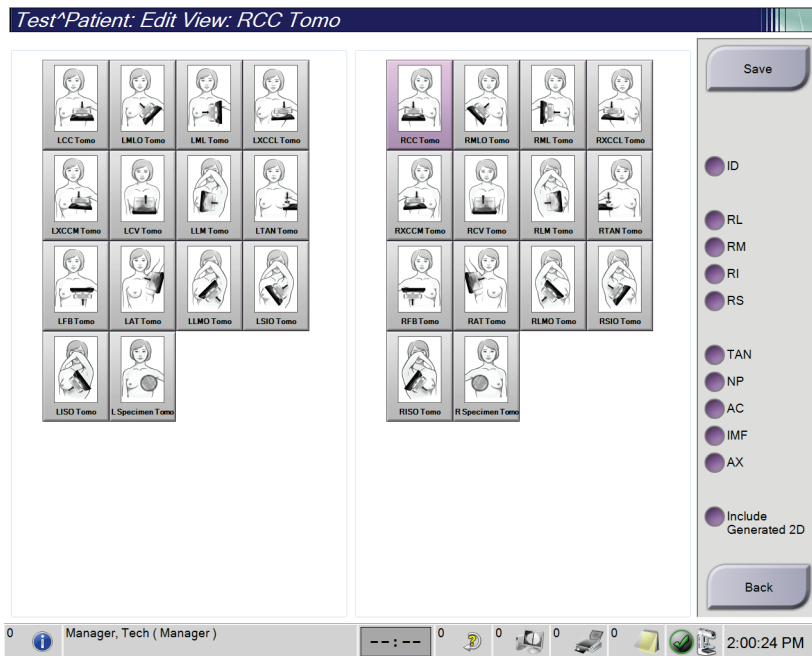 Test^Patient: Edit View: RCC Tomo
LCC Tomo
LMLO Tomo
LML Tomo
LXCCL Tomo
LXCCM Tomo
LCV Tomo
LLM Tomo
LTAN Tomo
LFB Tomo
LAT Tomo
LLMO Tomo
LSIO Tomo
LISO Tomo
L Specimen Tomo
RCC Tomo
RMLO Tomo
RML Tomo
RXCCL Tomo
RXCCM Tomo
RCV Tomo
RLM Tomo
RTAN Tomo
RFB Tomo
RAT Tomo
RLMO Tomo
RSIO Tomo
RISO Tomo
R Specimen Tomo
Save
ID
RL
RM
RI
RS
TAN
NP
AC
IMF
AX
Include
Generated 2D
Back
0
Manager, Tech ( Manager )
--:--
0
0
0
0
2:00:24 PM